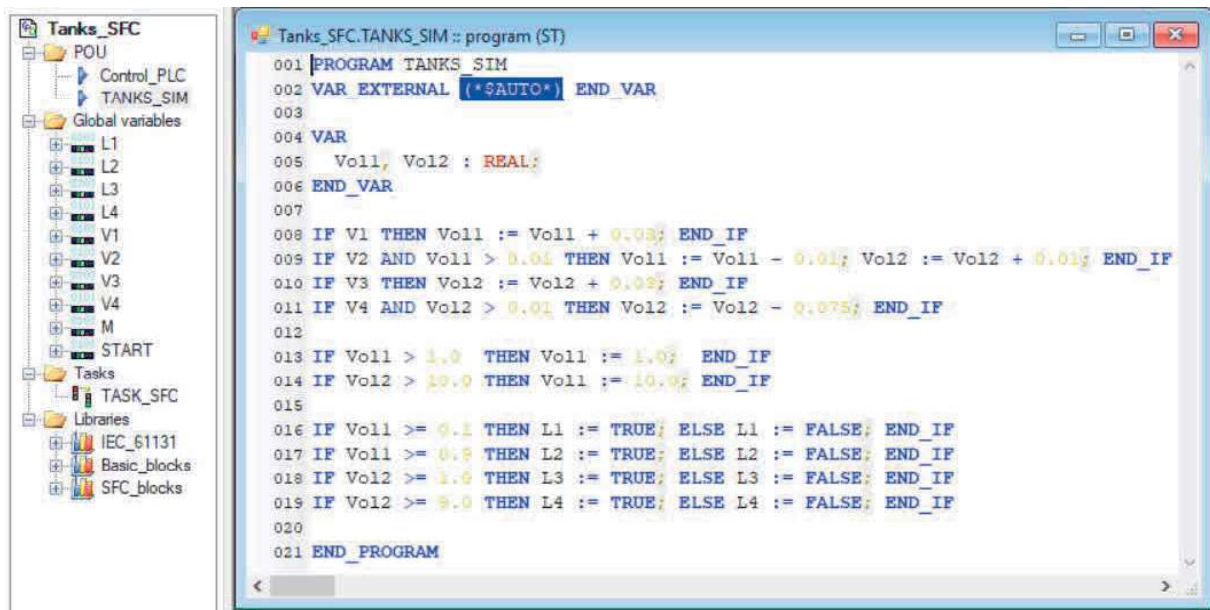 Tanks_SFC
POU
Control_PLC
TANKS_SIM
Global variables
L1
L2
L3
L4
V1
V2
V3
V4
M
START
Tasks
TASK_SFC
Libraries
IEC_61131
Basic_blocks
SFC_blocks
Tanks_SFC.TANKS_SIM :: program (ST)
001 PROGRAM TANKS_SIM
002 VAR_EXTERNAL (*$AUTO*) END_VAR
003
004 VAR
005 Vol1, Vol2 : REAL;
006 END_VAR
007
008 IF V1 THEN Vol1 := Vol1 + ; END_IF
009 IF V2 AND Vol1 > 0.01 THEN Vol1 := Vol1 - 0.01; Vol2 := Vol2 + 0.01; END_IF
010 IF V3 THEN Vol2 := Vol2 + ; END_IF
011 IF V4 AND Vol2 > 0.01 THEN Vol2 := Vol2 - 0.075; END_IF
012
013 IF Vol1 > 1.0 THEN Vol1 := 1.0; END_IF
014 IF Vol2 > 10.0 THEN Vol1 := 10.0; END_IF
015
016 IF Vol1 >= 0.1 THEN L1 := TRUE; ELSE L1 := FALSE; END_IF
017 IF Vol1 >= 0.9 THEN L2 := TRUE; ELSE L2 := FALSE; END_IF
018 IF Vol2 >= 1.0 THEN L3 := TRUE; ELSE L3 := FALSE; END_IF
019 IF Vol2 >= 9.0 THEN L4 := TRUE; ELSE L4 := FALSE; END_IF
020
021 END_PROGRAM